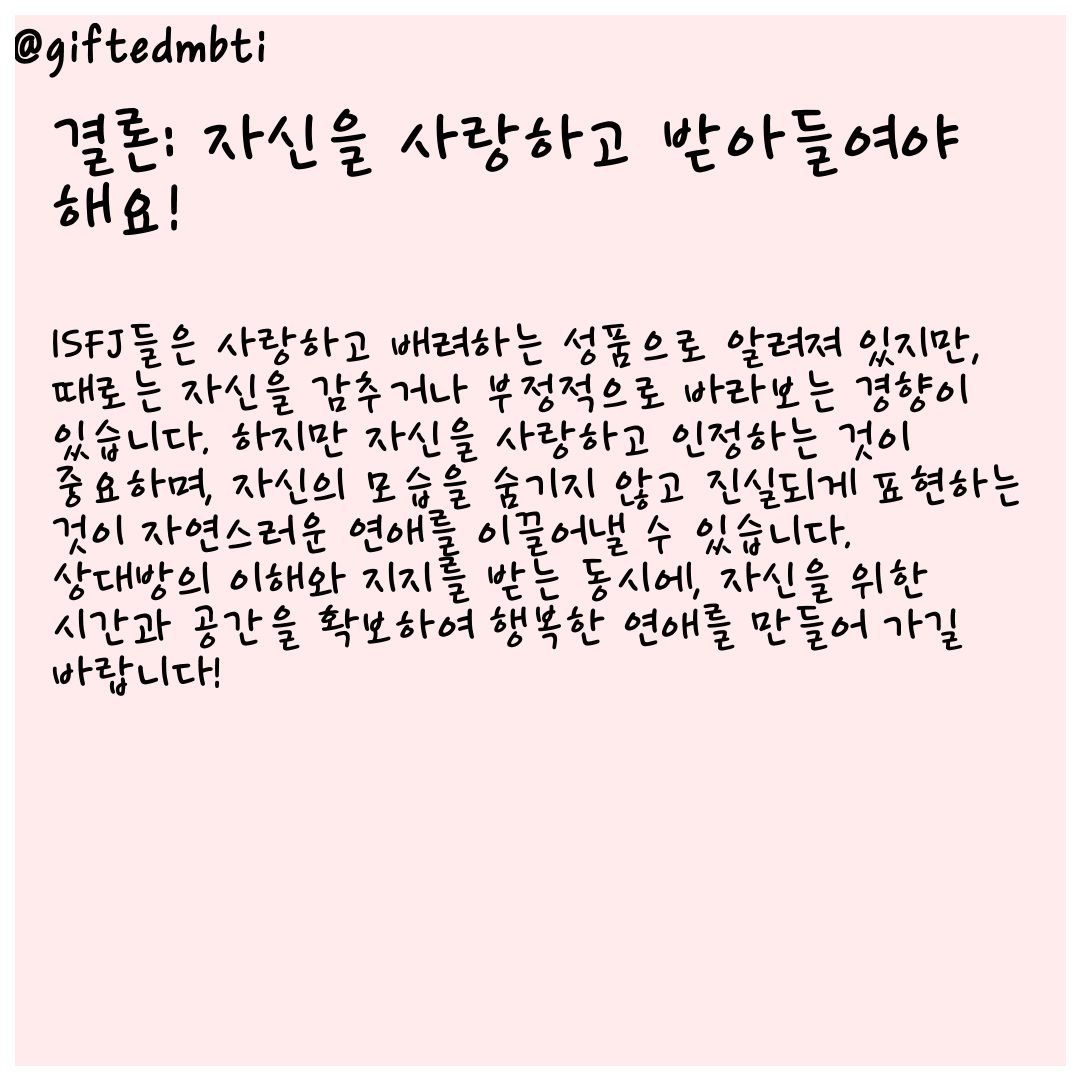 @giftedmbti
결론: 자신을 사랑하고 받아들여야
해요!
ISFJ들은 사랑하고 배려하는 성품으로 알려져 있지만,
때로는 자신을 감추거나 부정적으로 바라보는 경향이
있습니다. 하지만 자신을 사랑하고 인정하는 것이
중요하며, 자신의 모습을 숨기지 않고 진실되게 표현하는
것이 자연스러운 연애를 이끌어낼 수 있습니다.
상대방의 이해와 지지를 받는 동시에, 자신을 위한
시간과 공간을 확보하여 행복한 연애를 만들어 가길
바랍니다!